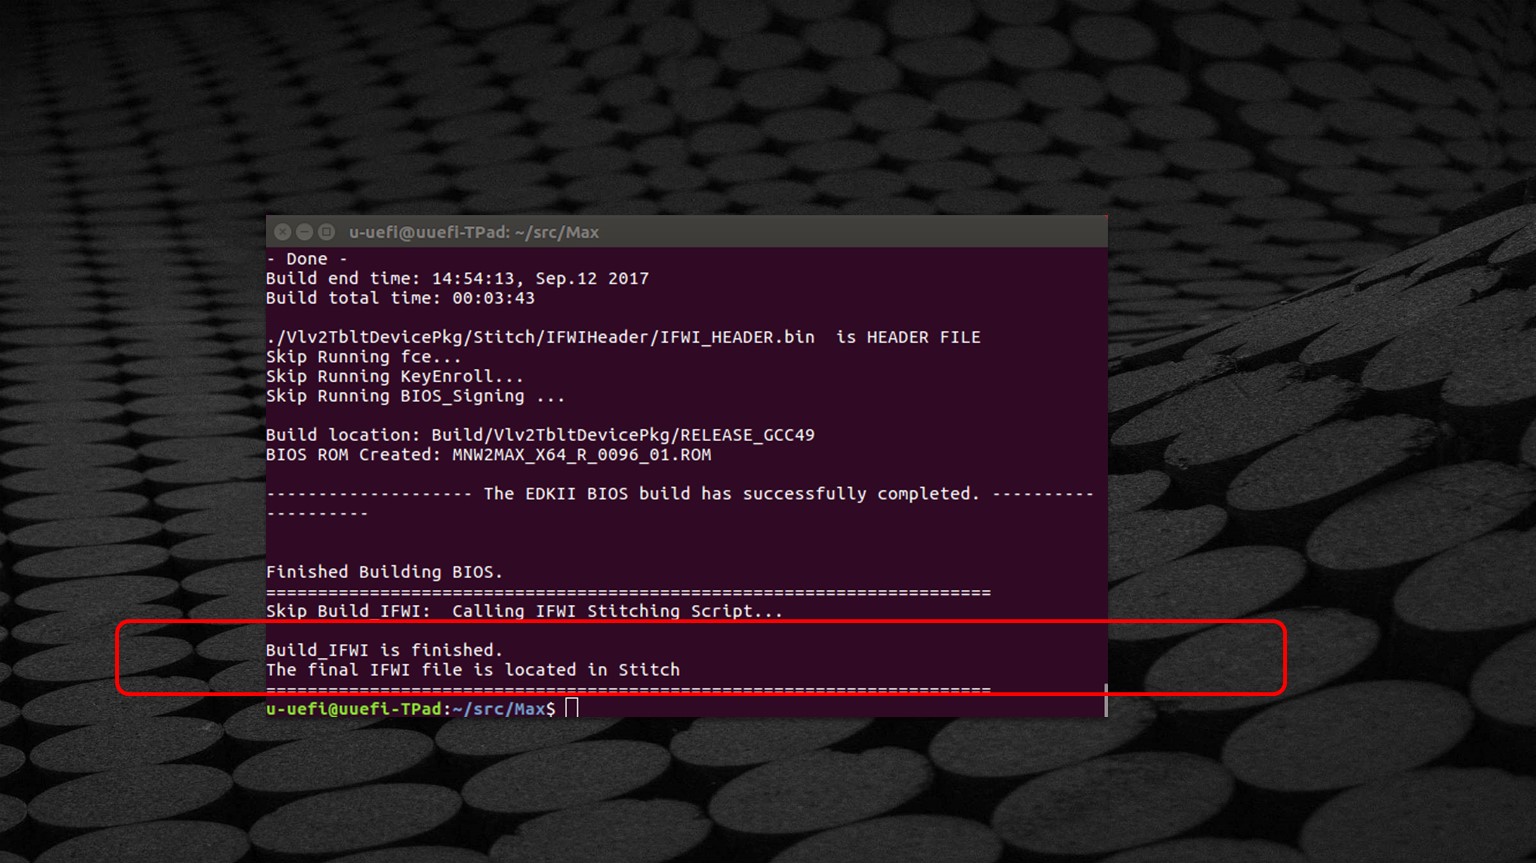 u-uefi@uuefi-TPad: ~/src/Max
- Done -
Build end time: 14:54:13, Sep.12 2017
Build total time: 00:03:43
./Vlv2TbltDevicePkg/Stitch/IFWIHeader/IFWI_HEADER.bin  is HEADER FILE
Skip Running fce...
Skip Running KeyEnroll...
Skip Running BIOS_Signing ...
Build location: Build/Vlv2TbltDevicePkg/RELEASE_GCC49
BIOS ROM Created: MNW2MAX_X64_R_0096_01.ROM
-------------------- The EDKII BIOS build has successfully completed. ----------
----------
Finished Building BIOS.
======================================================================
Skip Build_IFWI:  Calling IFWI Stitching Script...
Build_IFWI is finished.
The final IFWI file is located in Stitch
======================================================================
u-uefi@uuefi-TPad:~/src/Max$